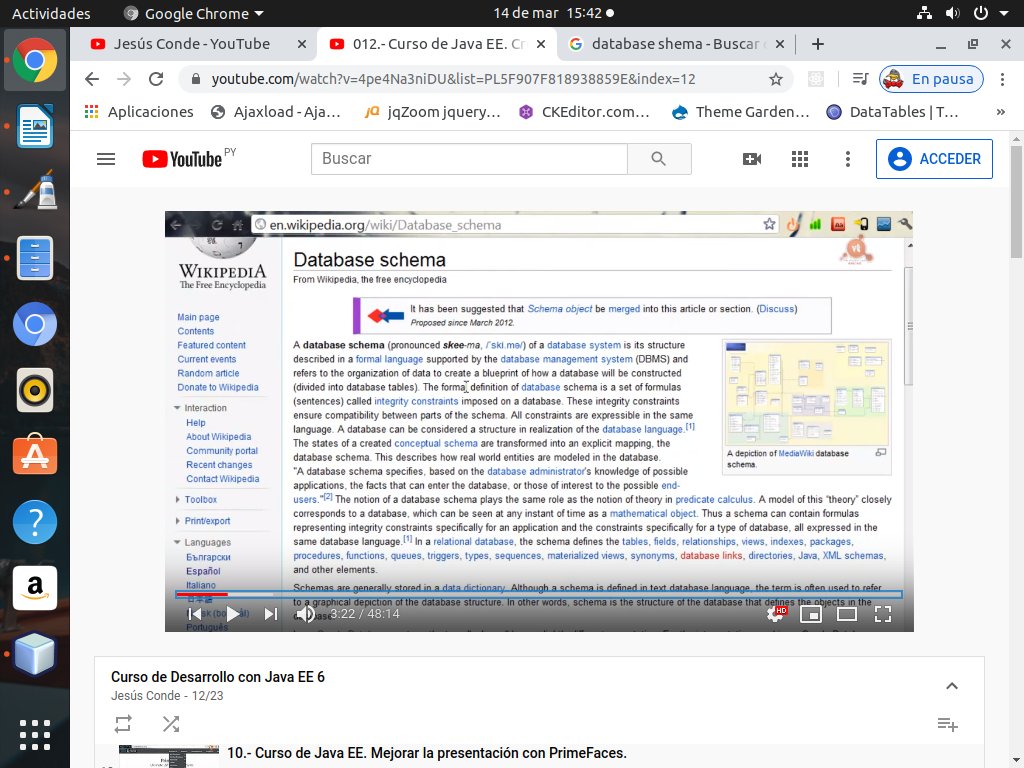 Actividades
Google Chrome
14 de mar 15:42
Jesús Conde - YouTube
012.- Curso de Java EE. Cr
database shema - Buscar c
youtube.com/watch?v=4pe4Na3niDU&list=PL5F907F818938859E&index=12
En pausa
Aplicaciones
Ajaxload - Aja...
jqZoom jquery...
CKEditor.com...
Theme Garden...
DataTables | T...
»
YouTube PY
Buscar
ACCEDER
en.wikipedia.org/wiki/Database_schema
WIKIPEDIA
The Free Encyclopedia
Main page
Contents
Featured content
Current events
Random article
Donate to Wikipedia
Interaction
Help
About Wikipedia
Community portal
Recent changes
Contact Wikipedia
Toolbox
Print/export
Languages
Български
Español
Italiano
日本語
Português
Database schema
From Wikipedia, the free encyclopedia
It has been suggested that Schema object be merged into this article or section. (Discuss)
Proposed since March 2012.
A database schema (pronounced skee-ma, /ˈski.mə/) of a database system is its structure
described in a formal language supported by the database management system (DBMS) and
refers to the organization of data to create a blueprint of how a database will be constructed
(divided into database tables). The formal definition of database schema is a set of formulas
(sentences) called integrity constraints imposed on a database. These integrity constraints
ensure compatibility between parts of the schema. All constraints are expressible in the same
language. A database can be considered a structure in realization of the database language.[1]
The states of a created conceptual schema are transformed into an explicit mapping, the
database schema. This describes how real world entities are modeled in the database.
"A database schema specifies, based on the database administrator's knowledge of possible
applications, the facts that can enter the database, or those of interest to the possible end-
users."[2] The notion of a database schema plays the same role as the notion of theory in predicate calculus. A model of this "theory" closely
corresponds to a database, which can be seen at any instant of time as a mathematical object. Thus a schema can contain formulas
representing integrity constraints specifically for an application and the constraints specifically for a type of database, all expressed in the
same database language.[1] In a relational database, the schema defines the tables, fields, relationships, views, indexes, packages,
procedures, functions, queues, triggers, types, sequences, materialized views, synonyms, database links, directories, Java, XML schemas,
and other elements.
Schemas are generally stored in a data dictionary. Although a schema is defined in text database language, the term is often used to refer
to a graphical depiction of the database structure. In other words, schema is the structure of the database that defines the objects in the
database.
A depiction of MediaWiki database
schema.
3:22 / 48:14
HD
Curso de Desarrollo con Java EE 6
Jesús Conde - 12/23
10.- Curso de Java EE. Mejorar la presentación con PrimeFaces.